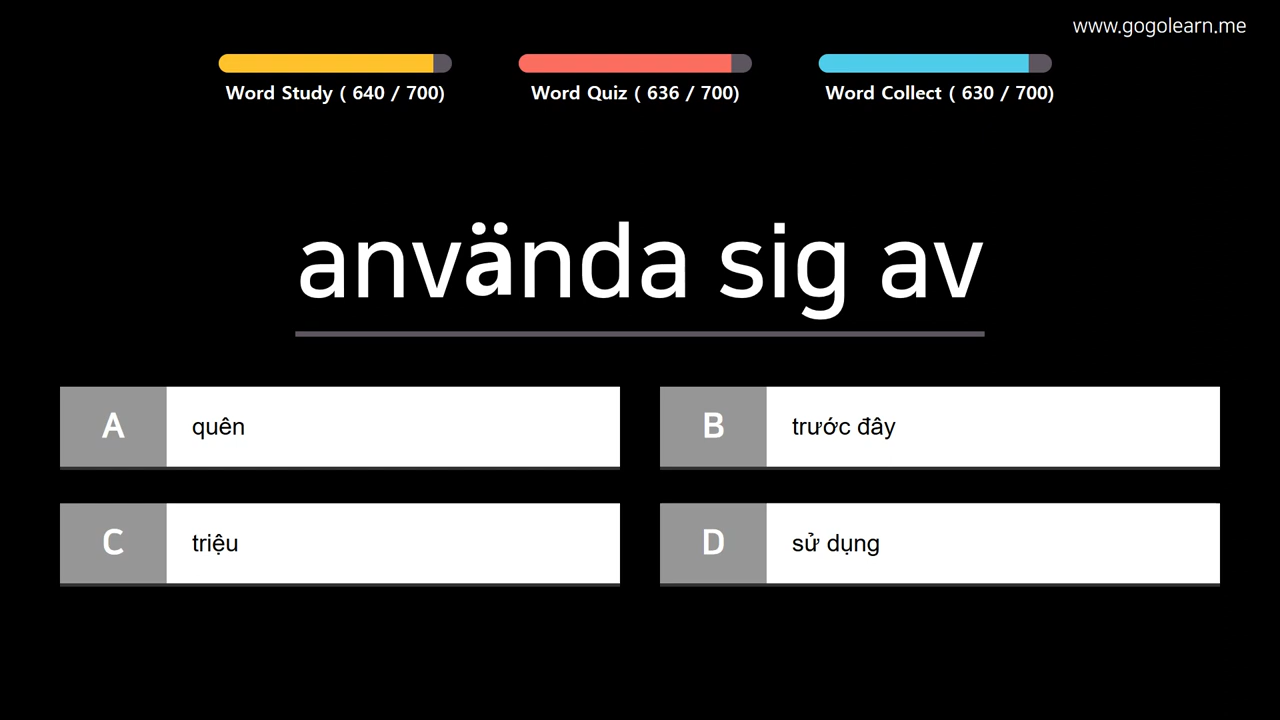 www.gogolearn.me
Word Study ( 640 / 700)
Word Quiz ( 636 / 700)
Word Collect ( 630 / 700)
använda sig av
A quên
B trước đây
C triệu
D sử dụng